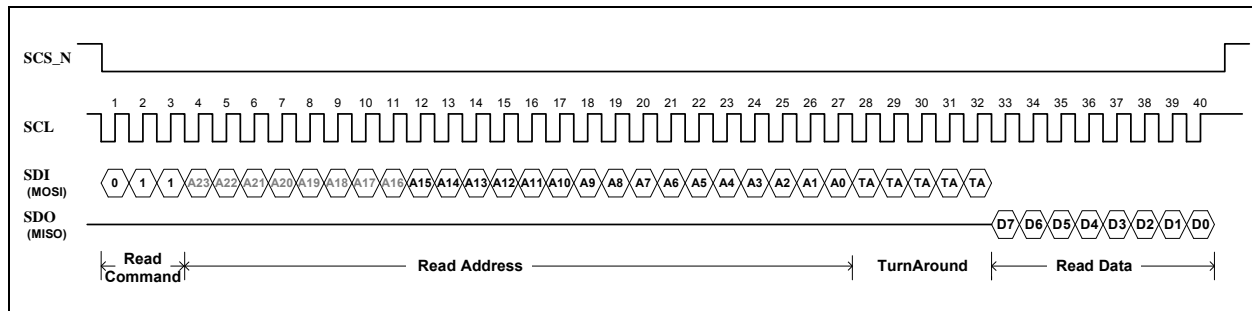 SCS_N
1 2 3 4 5 6 7 8 9 10 11 12 13 14 15 16 17 18 19 20 21 22 23 24 25 26 27 28 29 30 31 32 33 34 35 36 37 38 39 40
SCL
SDI
(MOSI)
0 1 1 A23 A22 A21 A20 A19 A18 A17 A16 A15 A14 A13 A12 A11 A10 A9 A8 A7 A6 A5 A4 A3 A2 A1 A0 TA TA TA TA TA
SDO
(MISO)
D7 D6 D5 D4 D3 D2 D1 D0
Read
Command
Read Address
TurnAround
Read Data